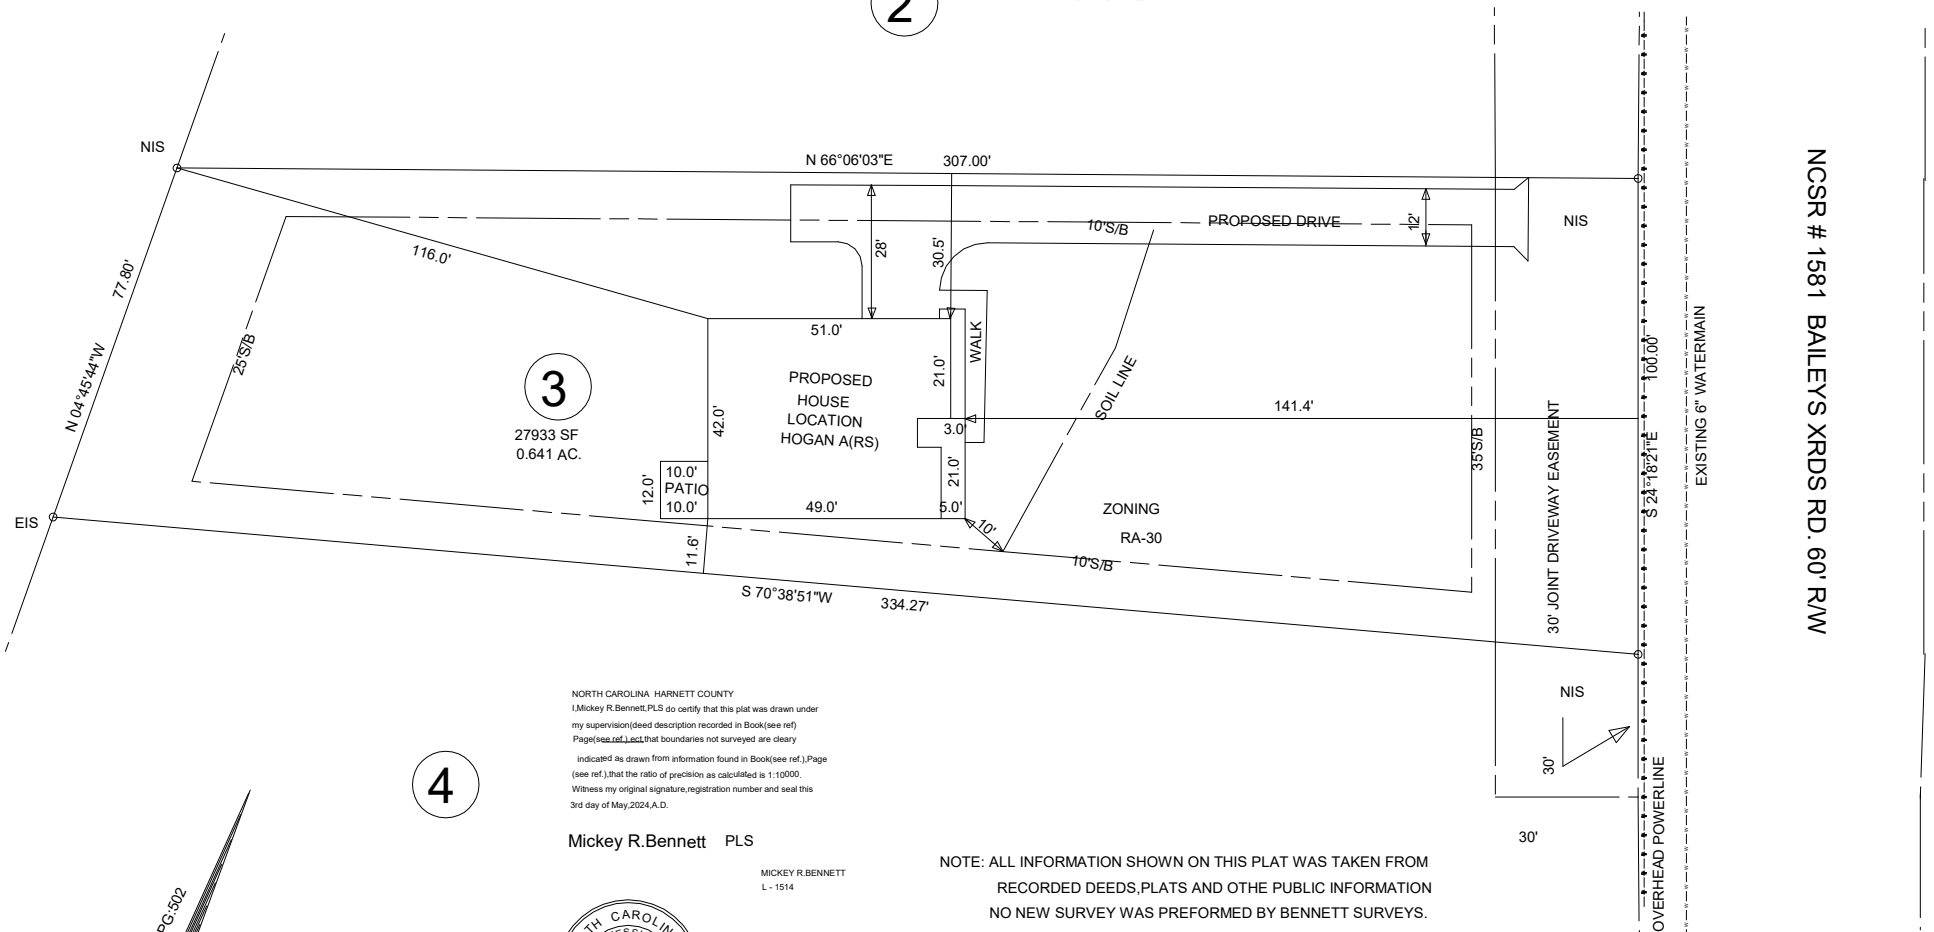 2
NIS
N 66°06'03"E 307.00'
10'S/B
PROPOSED DRIVE
12'
NIS
28'
30.5'
116.0'
77.80'
N 04°45'44"W
25'S/B
51.0'
WALK
21.0'
PROPOSED
HOUSE
LOCATION
HOGAN A(RS)
3
27933 SF
0.641 AC.
42.0'
SOIL LINE
141.4'
3.0'
21.0'
10.0'
PATIO
10.0'
12.0'
49.0'
5.0'
10'
ZONING
RA-30
35'S/B
30' JOINT DRIVEWAY EASEMENT
S 24°18'21"E 100.00'
EXISTING 6" WATERMAIN
NCSR # 1581 BAILEYS XRDS RD. 60' R/W
EIS
11.6'
10'S/B
S 70°38'51"W 334.27'
NIS
30'
30'
OVERHEAD POWERLINE
4
NORTH CAROLINA HARNETT COUNTY
I,Mickey R.Bennett,PLS do certify that this plat was drawn under
my supervision(deed description recorded in Book(see ref)
Page(see ref.),ect,that boundaries not surveyed are cleary
indicated as drawn from information found in Book(see ref.),Page
(see ref.),that the ratio of precision as calculated is 1:10000.
Witness my original signature,registration number and seal this
3rd day of May,2024,A.D.
Mickey R.Bennett PLS
MICKEY R.BENNETT
L - 1514
NOTE: ALL INFORMATION SHOWN ON THIS PLAT WAS TAKEN FROM
RECORDED DEEDS,PLATS AND OTHE PUBLIC INFORMATION
NO NEW SURVEY WAS PREFORMED BY BENNETT SURVEYS.
PG:502
TH CAROLIN